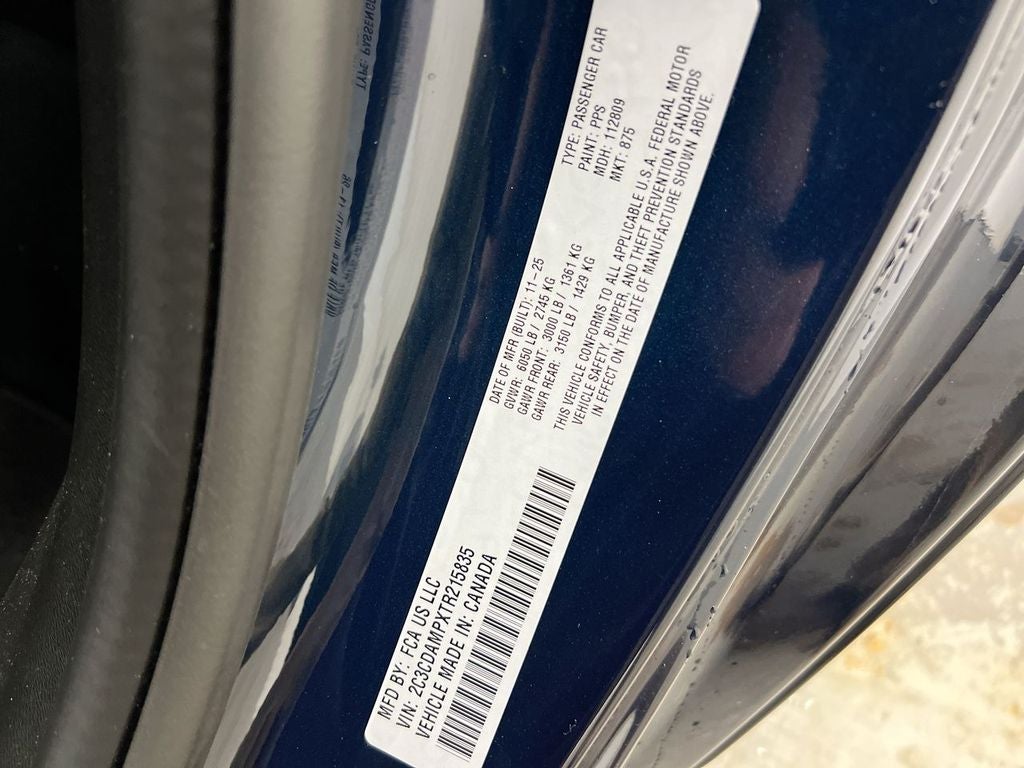 MFD BY: FCA US LLC
VIN: 2C3CDAMPXTR215835
VEHICLE MADE IN: CANADA
DATE OF MFR (BUILT): 11-25
GVWR: 6050 LB / 2745 KG
GAWR FRONT: 3000 LB / 1361 KG
GAWR REAR: 3150 LB / 1429 KG
TYPE: PASSENGER CAR
PAINT: PPS
MDH: 112809
MKT: 875
THIS VEHICLE CONFORMS TO ALL APPLICABLE U.S.A. FEDERAL MOTOR
VEHICLE SAFETY, BUMPER, AND THEFT PREVENTION STANDARDS
IN EFFECT ON THE DATE OF MANUFACTURE SHOWN ABOVE.